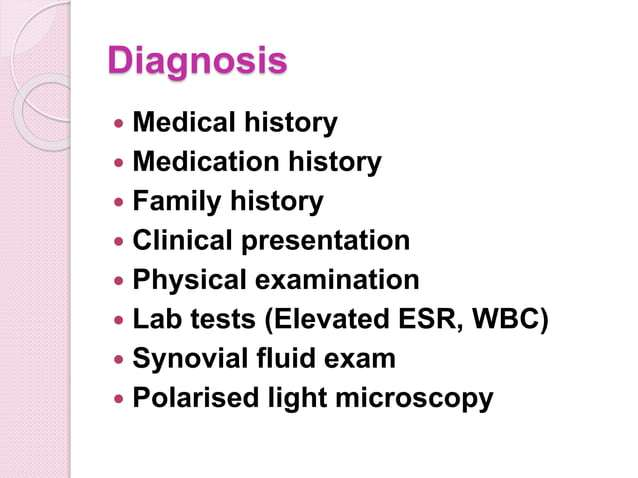 Diagnosis
• Medical history
• Medication history
• Family history
• Clinical presentation
• Physical examination
• Lab tests (Elevated ESR, WBC)
• Synovial fluid exam
• Polarised light microscopy